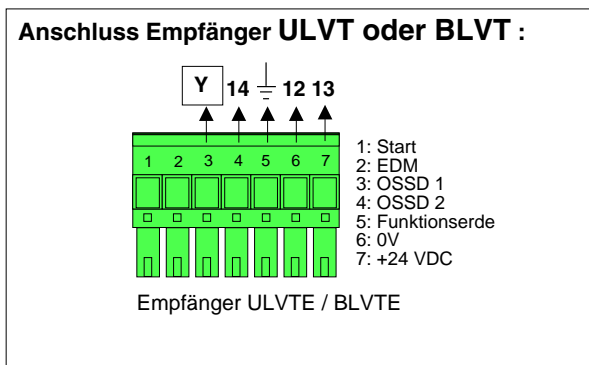 Anschluss Empfänger ULVT oder BLVT :
Y 14 12 13
1 2 3 4 5 6 7
1: Start
2: EDM
3: OSSD 1
4: OSSD 2
5: Funktionserde
6: 0V
7: +24 VDC
Empfänger ULVTE / BLVTE